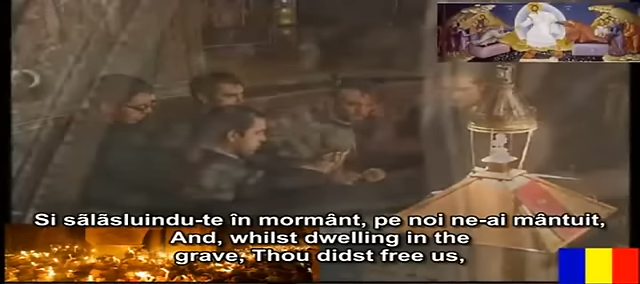 Si sãlãsluindu-te în mormânt, pe noi ne-ai mântuit,
And, whilst dwelling in the
grave, Thou didst free us,